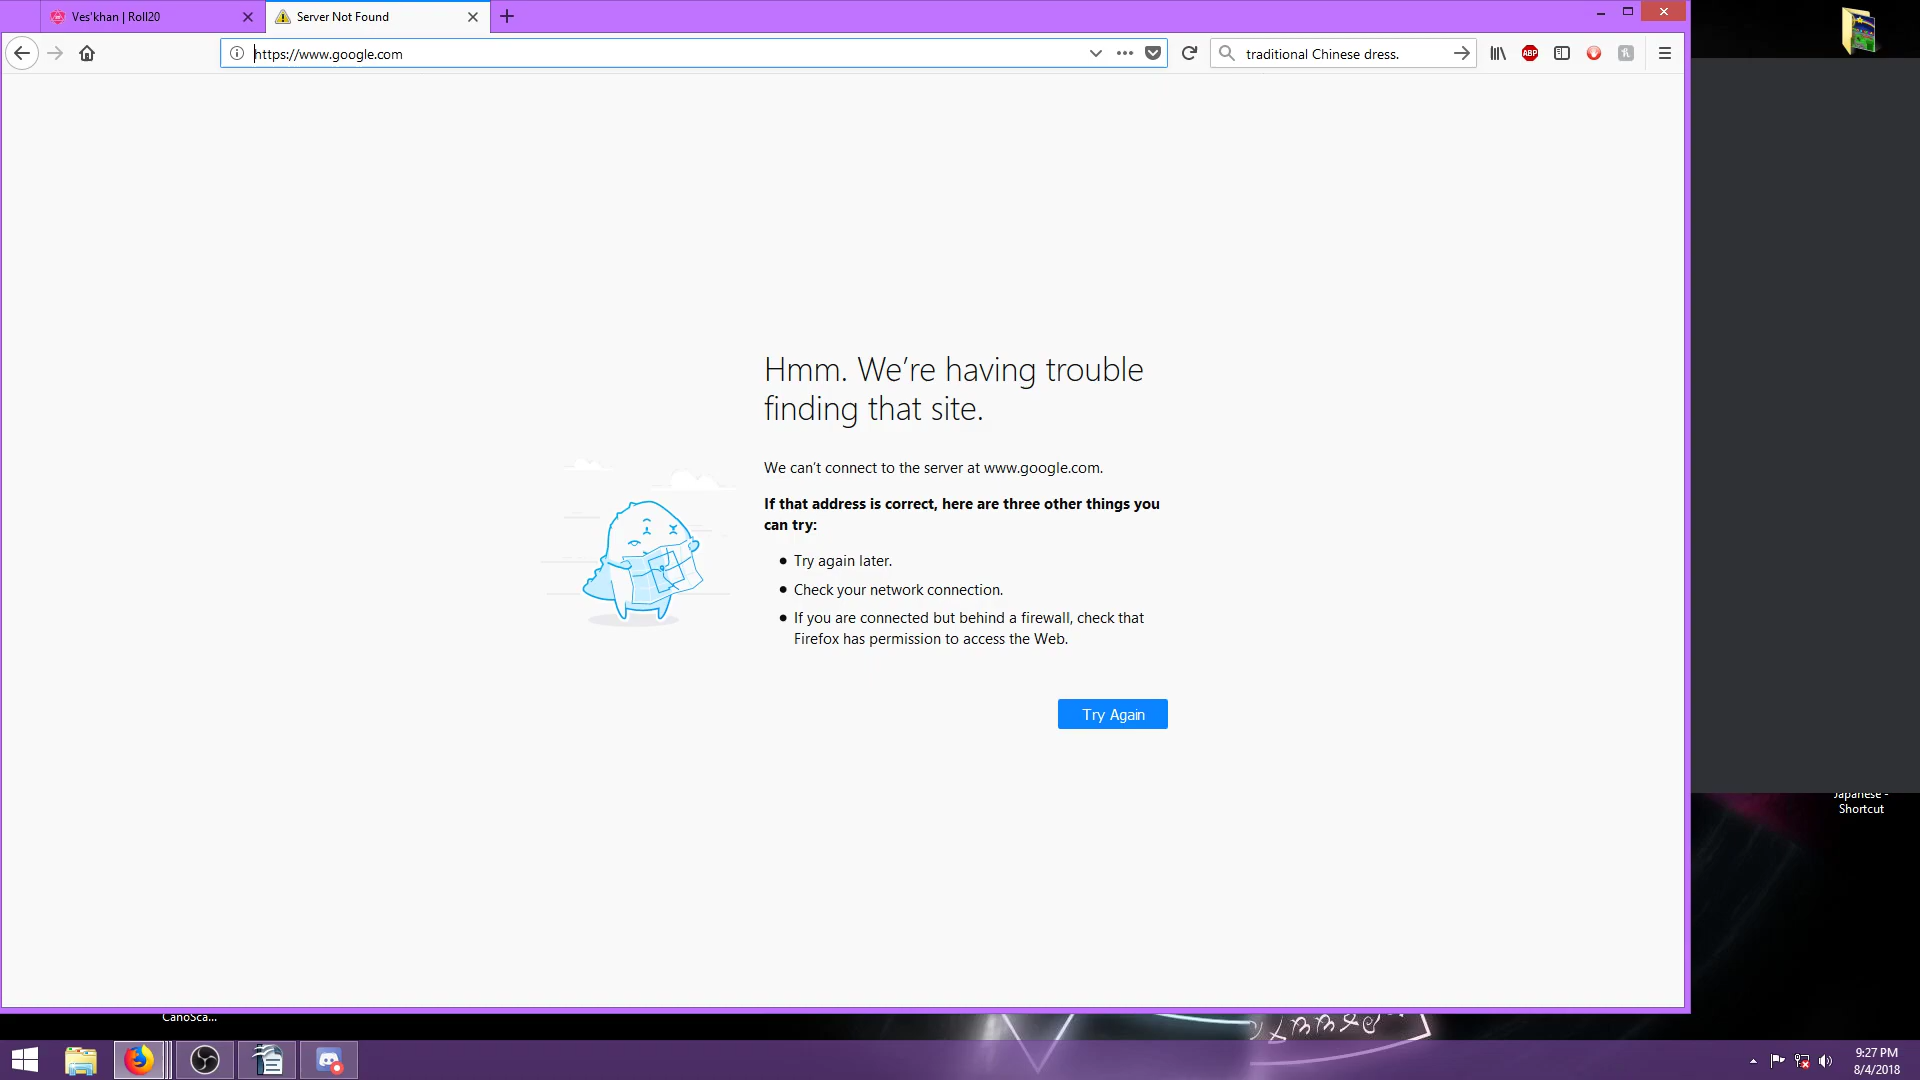 Ves'khan | Roll20
Server Not Found
https://www.google.com
traditional Chinese dress.
ABP
Hmm. We’re having trouble
finding that site.
We can’t connect to the server at www.google.com.
If that address is correct, here are three other things you
can try:
Try again later.
Check your network connection.
If you are connected but behind a firewall, check that
Firefox has permission to access the Web.
Try Again
Japanese -
Shortcut
CanoSca...
9:27 PM
8/4/2018